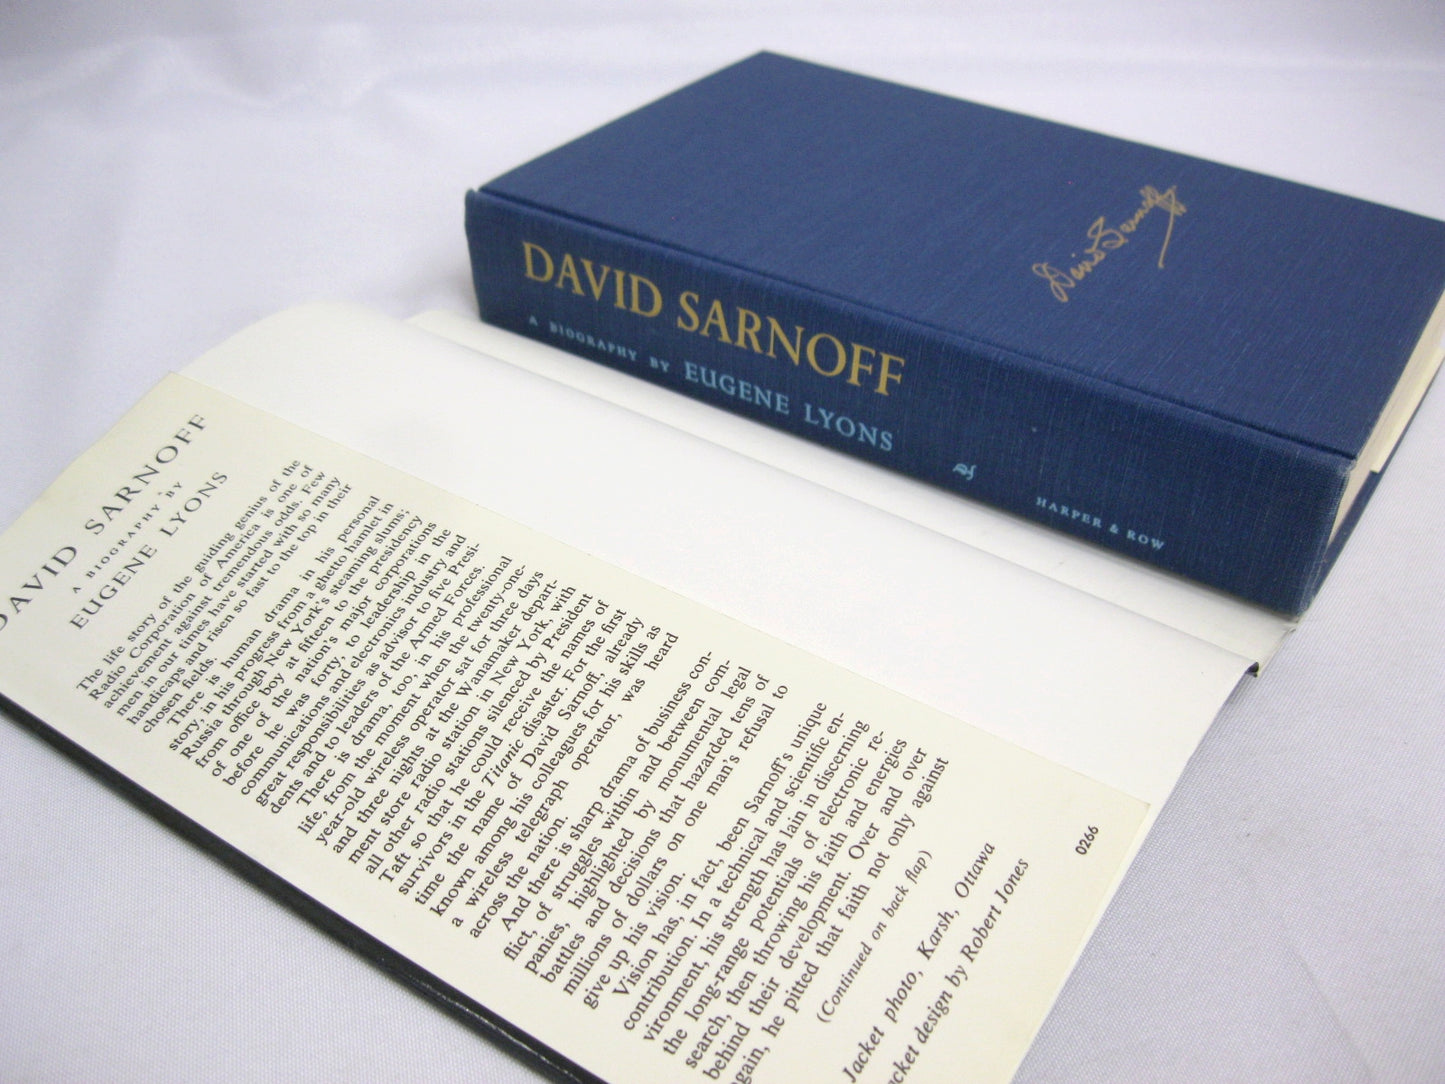 David Sarnoff
DAVID SARNOFF
A BIOGRAPHY BY EUGENE LYONS
HARPER & ROW
DAVID SARNOFF
A BIOGRAPHY BY
EUGENE LYONS
The life story of the guiding genius of the
Radio Corporation of America is one of
achievement against tremendous odds. Few
men in our times have started with so many
handicaps and risen so fast to the top in their
chosen fields.
There is human drama in his personal
story, in his progress from a ghetto hamlet in
Russia through New York's steaming slums;
from office boy at fifteen to the presidency
of one of the nation's major corporations
before he was forty, to leadership in the
communications and electronics industry and
great responsibilities as advisor to five Presi-
dents and to leaders of the Armed Forces.
There is drama, too, in his professional
life, from the moment when the twenty-one-
year-old wireless operator sat for three days
and three nights at the Wanamaker depart-
ment store radio station in New York, with
all other radio stations silenced by President
Taft so that he could receive the names of
survivors in the Titanic disaster. For the first
time the name of David Sarnoff, already
known among his colleagues for his skills as
a wireless telegraph operator, was heard
across the nation.
And there is sharp drama of business con-
flict, of struggles within and between com-
panies, highlighted by monumental legal
battles and decisions that hazarded tens of
millions of dollars on one man's refusal to
give up his vision.
Vision has, in fact, been Sarnoff's unique
contribution. In a technical and scientific en-
vironment, his strength has lain in discerning
the long-range potentials of electronic re-
search, then throwing his faith and energies
behind their development. Over and over
again, he pitted that faith not only against
(Continued on back flap)
Jacket photo, Karsh, Ottawa
Jacket design by Robert Jones
0266